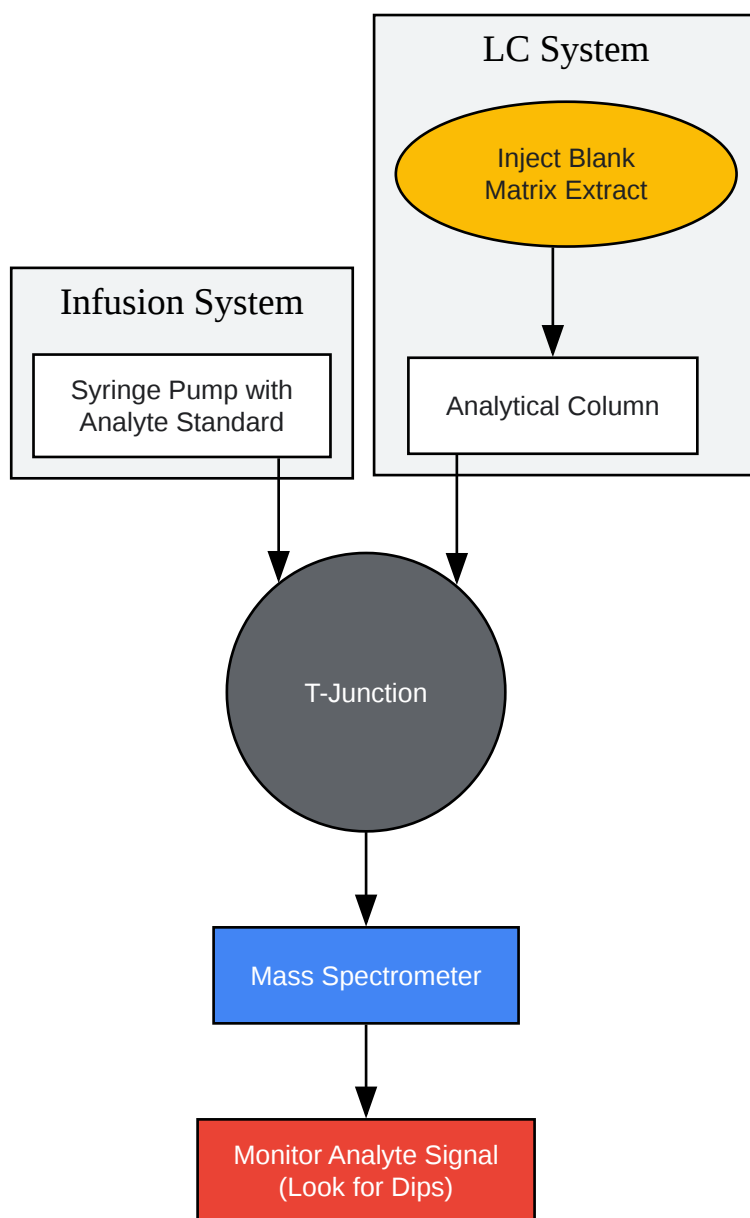 LC System
Inject Blank
Matrix Extract
Infusion System
Syringe Pump with
Analyte Standard
Analytical Column
T-Junction
Mass Spectrometer
Monitor Analyte Signal
(Look for Dips)